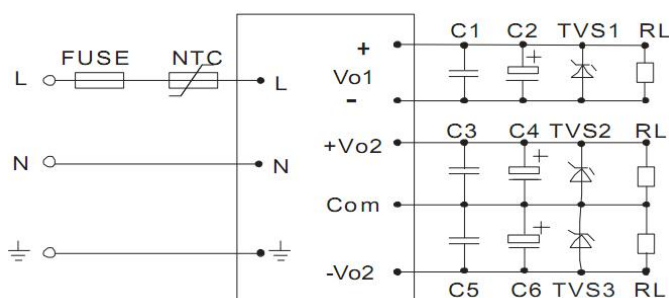 C1 C2 TVS1 RL
FUSE NTC + +
L L Vo1
-
C3 C4 TVS2 RL
+Vo2 +
N N
Com
+
-Vo2
C5 C6 TVS3 RL